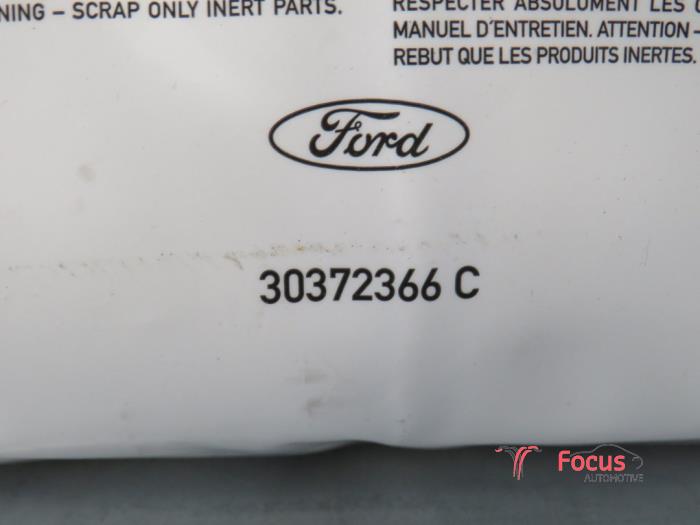 NING – SCRAP ONLY INERT PARTS.
RESPECTER ABSOLUMENT LES
MANUEL D'ENTRETIEN. ATTENTION –
REBUT QUE LES PRODUITS INERTES.
Ford
30372366 C
Focus
AUTOMOTIVE